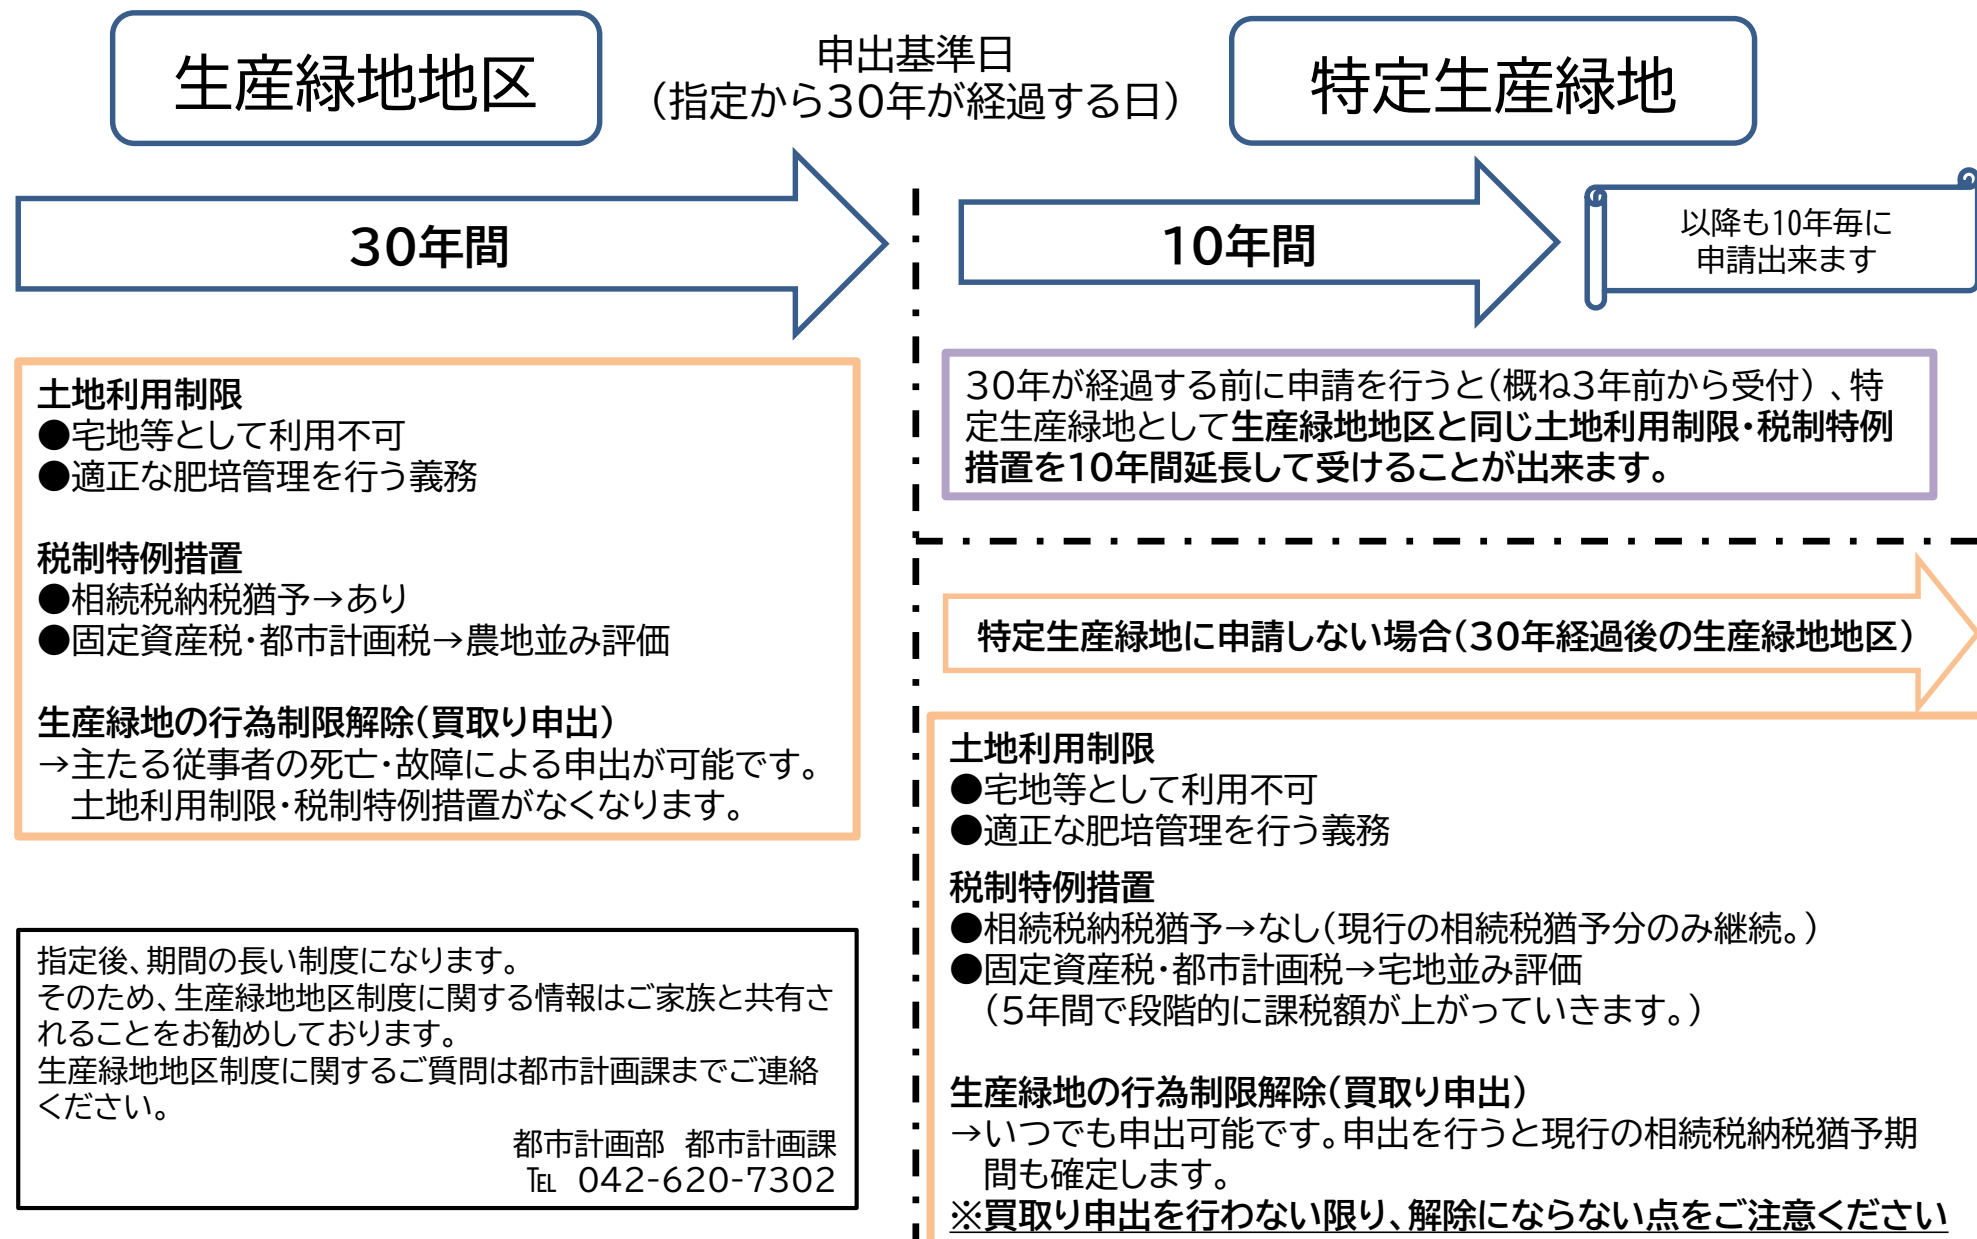 生産緑地地区
申出基準日
（指定から30年が経過する日）
特定生産緑地
30年間
10年間
以降も10年毎に
申請出来ます
土地利用制限
●宅地等として利用不可
●適正な肥培管理を行う義務
税制特例措置
●相続税納税猶予→あり
●固定資産税・都市計画税→農地並み評価
生産緑地の行為制限解除（買取り申出）
→主たる従事者の死亡・故障による申出が可能です。
土地利用制限・税制特例措置がなくなります。
指定後、期間の長い制度になります。
そのため、生産緑地地区制度に関する情報はご家族と共有さ
れることをお勧めしております。
生産緑地地区制度に関するご質問は都市計画課までご連絡
ください。
都市計画部　都市計画課
℡ 042-620-7302
30年が経過する前に申請を行うと（概ね3年前から受付）、特
定生産緑地として生産緑地地区と同じ土地利用制限・税制特例
措置を10年間延長して受けることが出来ます。
特定生産緑地に申請しない場合（30年経過後の生産緑地地区）
土地利用制限
●宅地等として利用不可
●適正な肥培管理を行う義務
税制特例措置
●相続税納税猶予→なし（現行の相続税猶予分のみ継続。）
●固定資産税・都市計画税→宅地並み評価
（5年間で段階的に課税額が上がっていきます。）
生産緑地の行為制限解除（買取り申出）
→いつでも申出可能です。申出を行うと現行の相続税納税猶予期
間も確定します。
※買取り申出を行わない限り、解除にならない点をご注意ください